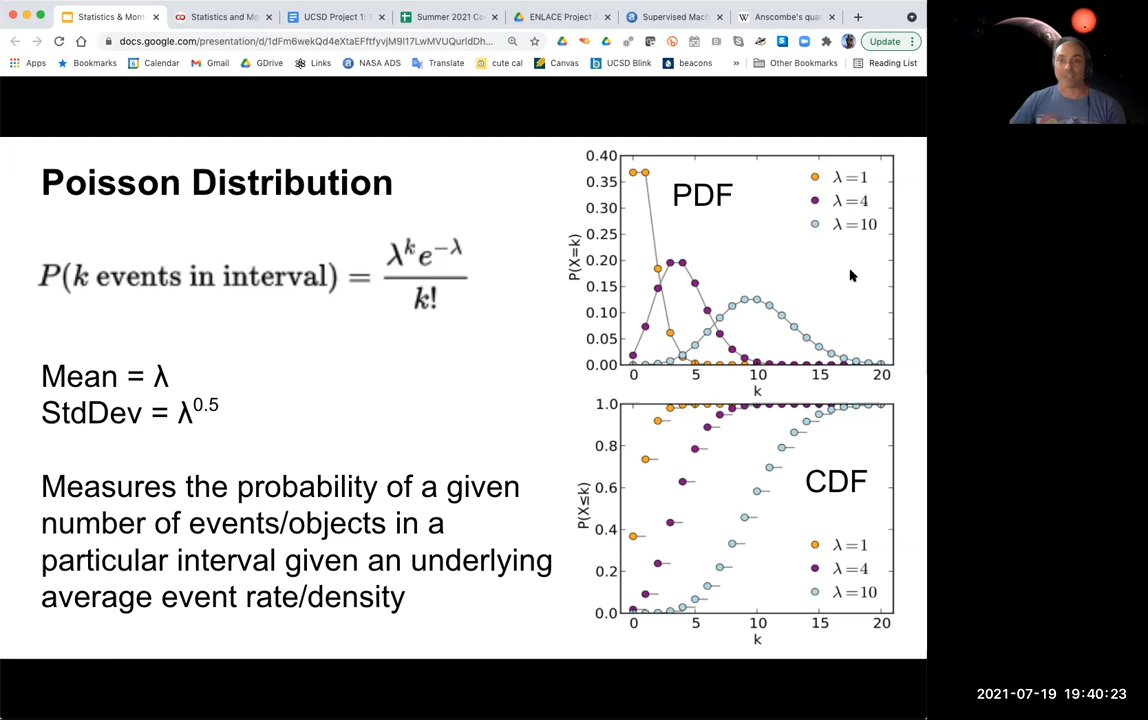 Statistics & Mont
Statistics and Mo
UCSD Project 1:
Summer 2021 Co
ENLACE Project
Supervised Mac
Anscombe's qua
docs.google.com/presentation/d/1dFm6wekQd4eXtaEFftfyvjM9I17LwMVUQurIdDh...
Update
Apps
Bookmarks
Calendar
Gmail
GDrive
Links
NASA ADS
Translate
cute cal
Canvas
UCSD Blink
beacons
»
Other Bookmarks
Reading List
Poisson Distribution
P(k events in interval) = λ^k e^−λ / k!
Mean = λ
StdDev = λ^0.5
Measures the probability of a given
number of events/objects in a
particular interval given an underlying
average event rate/density
PDF
λ=1
λ=4
λ=10
P(X=k)
0.40
0.35
0.30
0.25
0.20
0.15
0.10
0.05
0.00
0 5 10 15 20
k
CDF
λ=1
λ=4
λ=10
P(X≤k)
1.0
0.8
0.6
0.4
0.2
0.0
0 5 10 15 20
k
2021-07-19 19:40:23